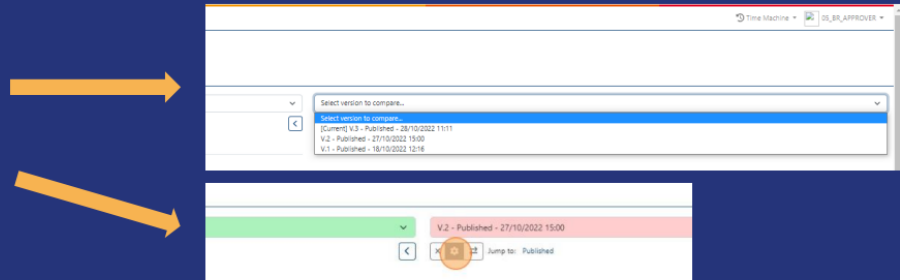 Time Machine 05_BR_APPROVER
Select version to compare...
Select version to compare...
[Current] V.3 - Published - 28/10/2022 11:11
V.2 - Published - 27/10/2022 15:00
V.1 - Published - 18/10/2022 12:16
V.2 - Published - 27/10/2022 15:00
Jump to: Published